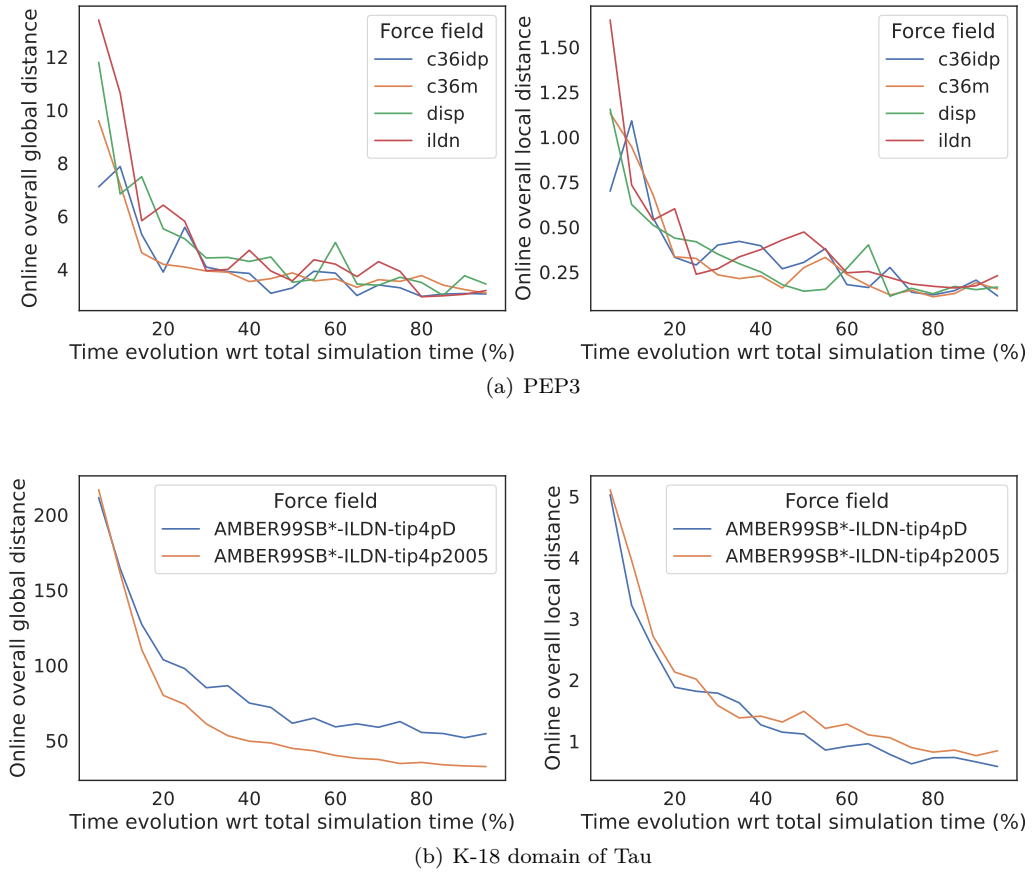 Online overall global distance
12
10
8
6
4
Force field
c36idp
c36m
disp
ildn
20 40 60 80
Time evolution wrt total simulation time (%)
Online overall local distance
1.50
1.25
1.00
0.75
0.50
0.25
Force field
c36idp
c36m
disp
ildn
20 40 60 80
Time evolution wrt total simulation time (%)
(a) PEP3
Online overall global distance
200
150
100
50
Force field
AMBER99SB*-ILDN-tip4pD
AMBER99SB*-ILDN-tip4p2005
20 40 60 80
Time evolution wrt total simulation time (%)
Online overall local distance
5
4
3
2
1
Force field
AMBER99SB*-ILDN-tip4pD
AMBER99SB*-ILDN-tip4p2005
20 40 60 80
Time evolution wrt total simulation time (%)
(b) K-18 domain of Tau